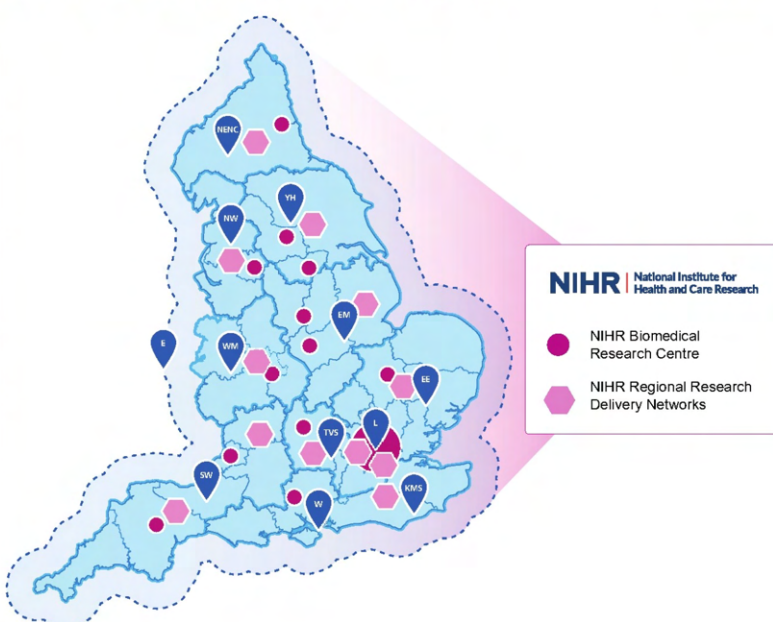 NENC
YH
NW
EM
E
WM
EE
L
TVS
SW
KMS
W
NIHR | National Institute for
Health and Care Research
NIHR Biomedical
Research Centre
NIHR Regional Research
Delivery Networks